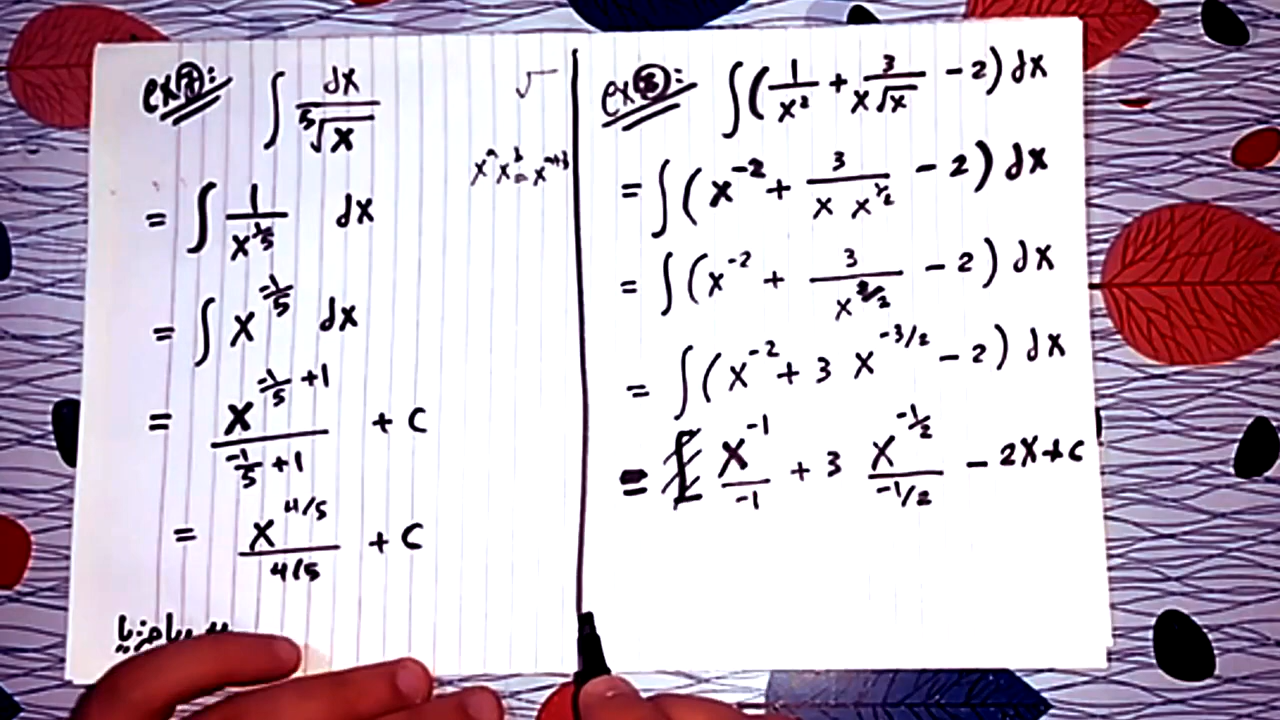 ex⑦: ∫ dx / ⁵√x
= ∫ 1 / x^{1/5} dx
= ∫ x^{-1/5} dx
= x^{-1/5 + 1} / (-1/5 + 1) + C
= x^{4/5} / (4/5) + C
√
ex⑧: ∫ ( 1/x² + 3/(x√x) - 2 ) dx
= ∫ ( x^{-2} + 3/(x x^{1/2}) - 2 ) dx
= ∫ ( x^{-2} + 3/x^{3/2} - 2 ) dx
= ∫ ( x^{-2} + 3 x^{-3/2} - 2 ) dx
= x^{-1}/-1 + 3 x^{-1/2}/(-1/2) - 2x + C